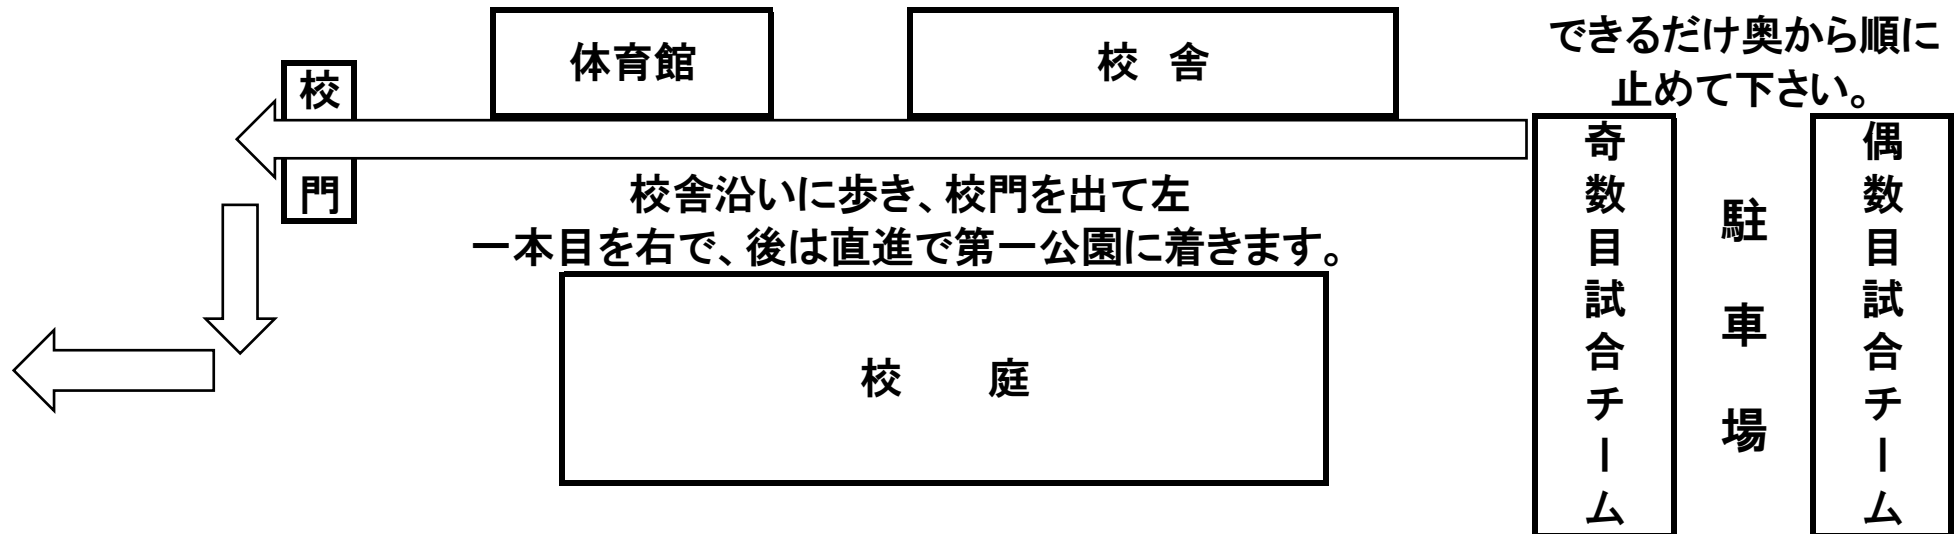 体育館
校 舎
できるだけ奥から順に
止めて下さい。
校
門
校舎沿いに歩き、校門を出て左
一本目を右で、後は直進で第一公園に着きます。
校 庭
奇数目試合チーム
駐車場
偶数目試合チーム